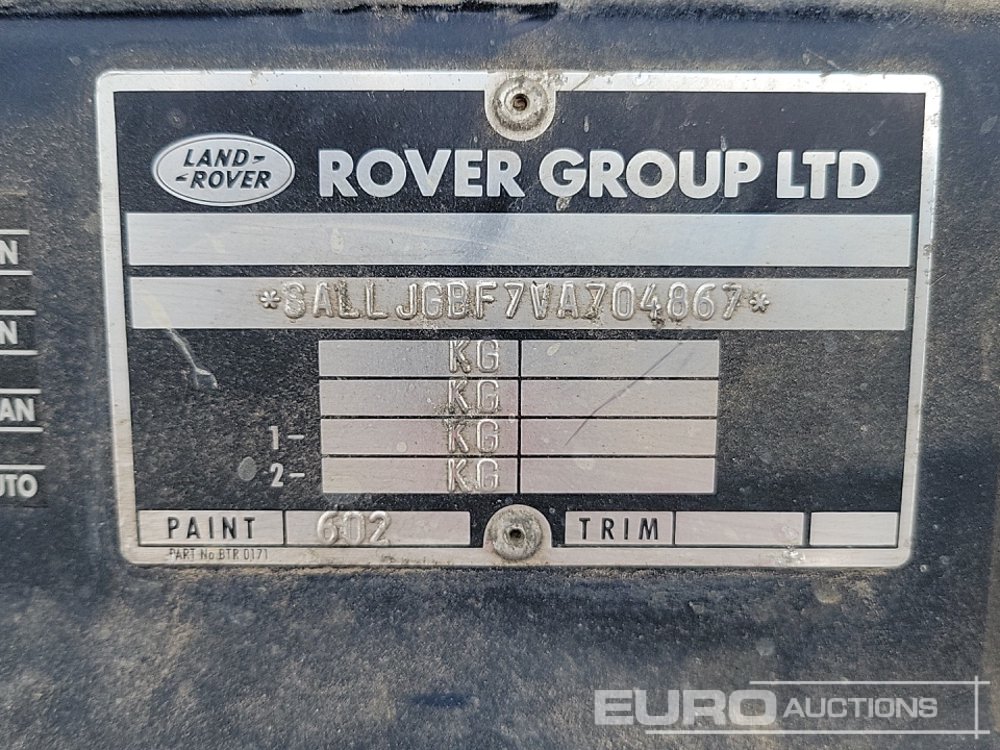 LAND-
-ROVER
ROVER GROUP LTD
*SALLJGBF7VA704867*
KG
KG
1- KG
2- KG
PAINT 602 TRIM
PART No BTR 0171
N
N
AN
UTO
EURO AUCTIONS